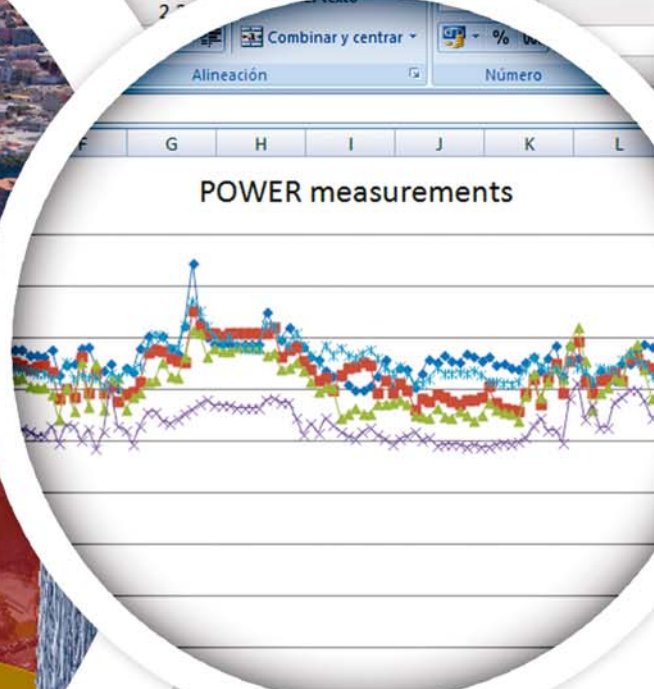 Combinar y centrar
%
Alineación Número
F G H I J K L
POWER measurements